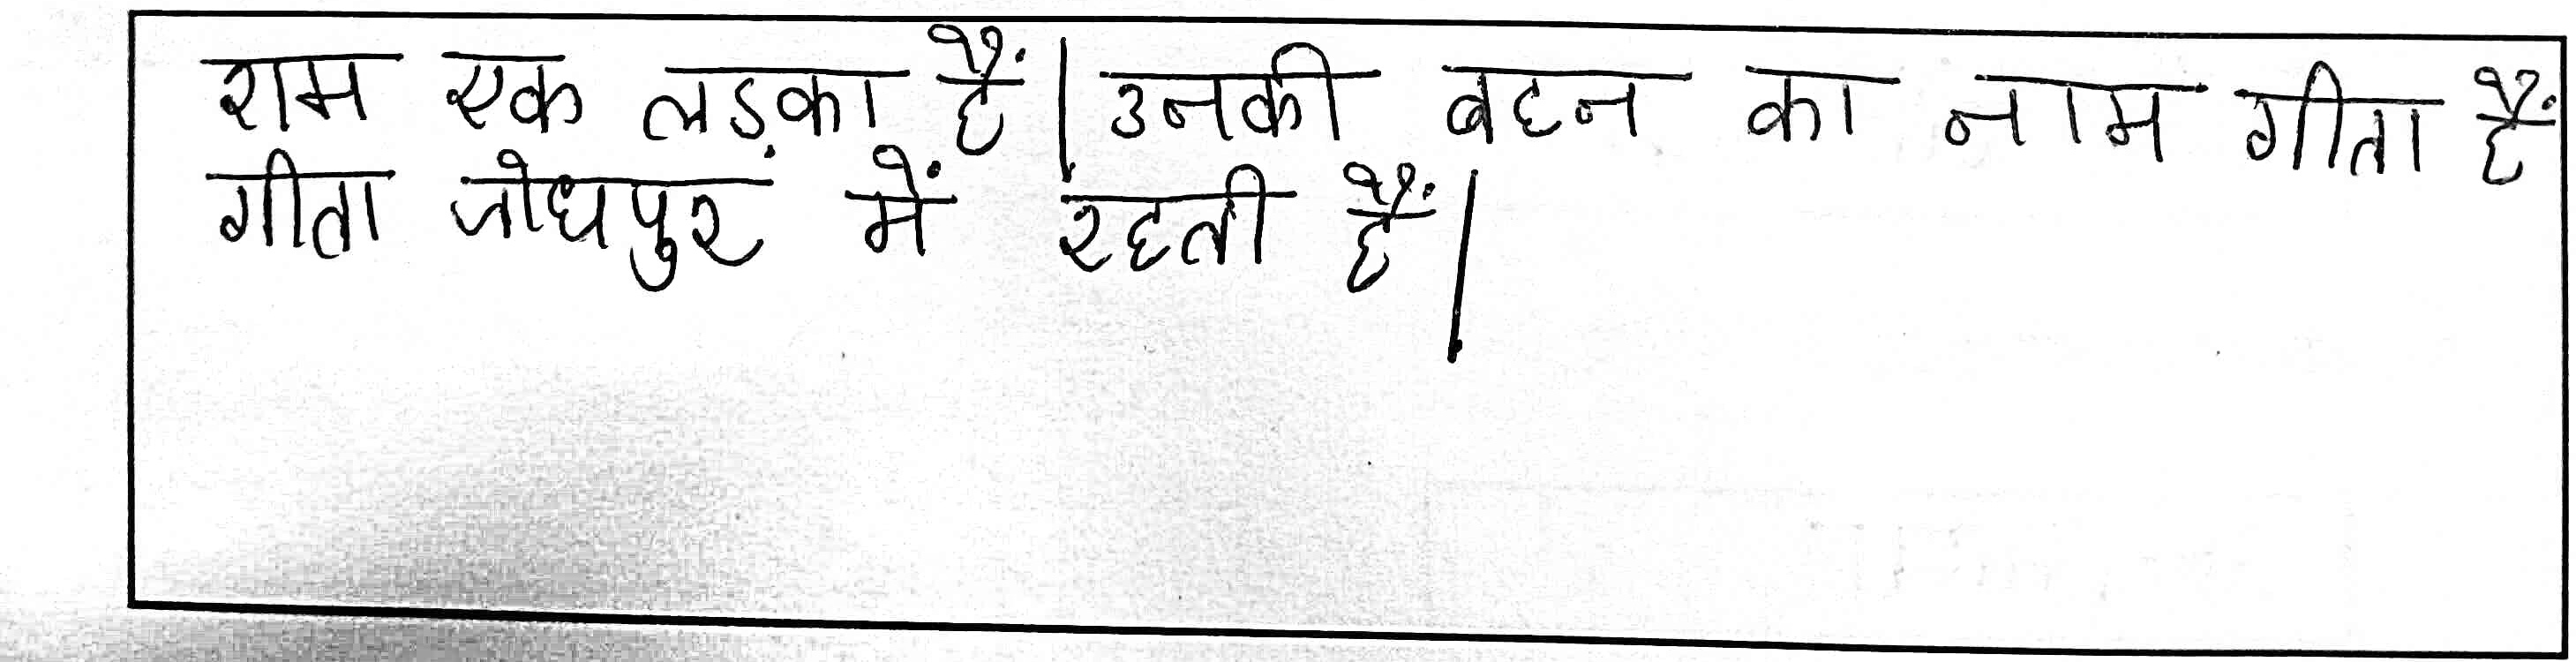 राम एक लड़का हैं। उनकी बहन का नाम गीता हैं
गीता जोधपुर में रहती हैं।